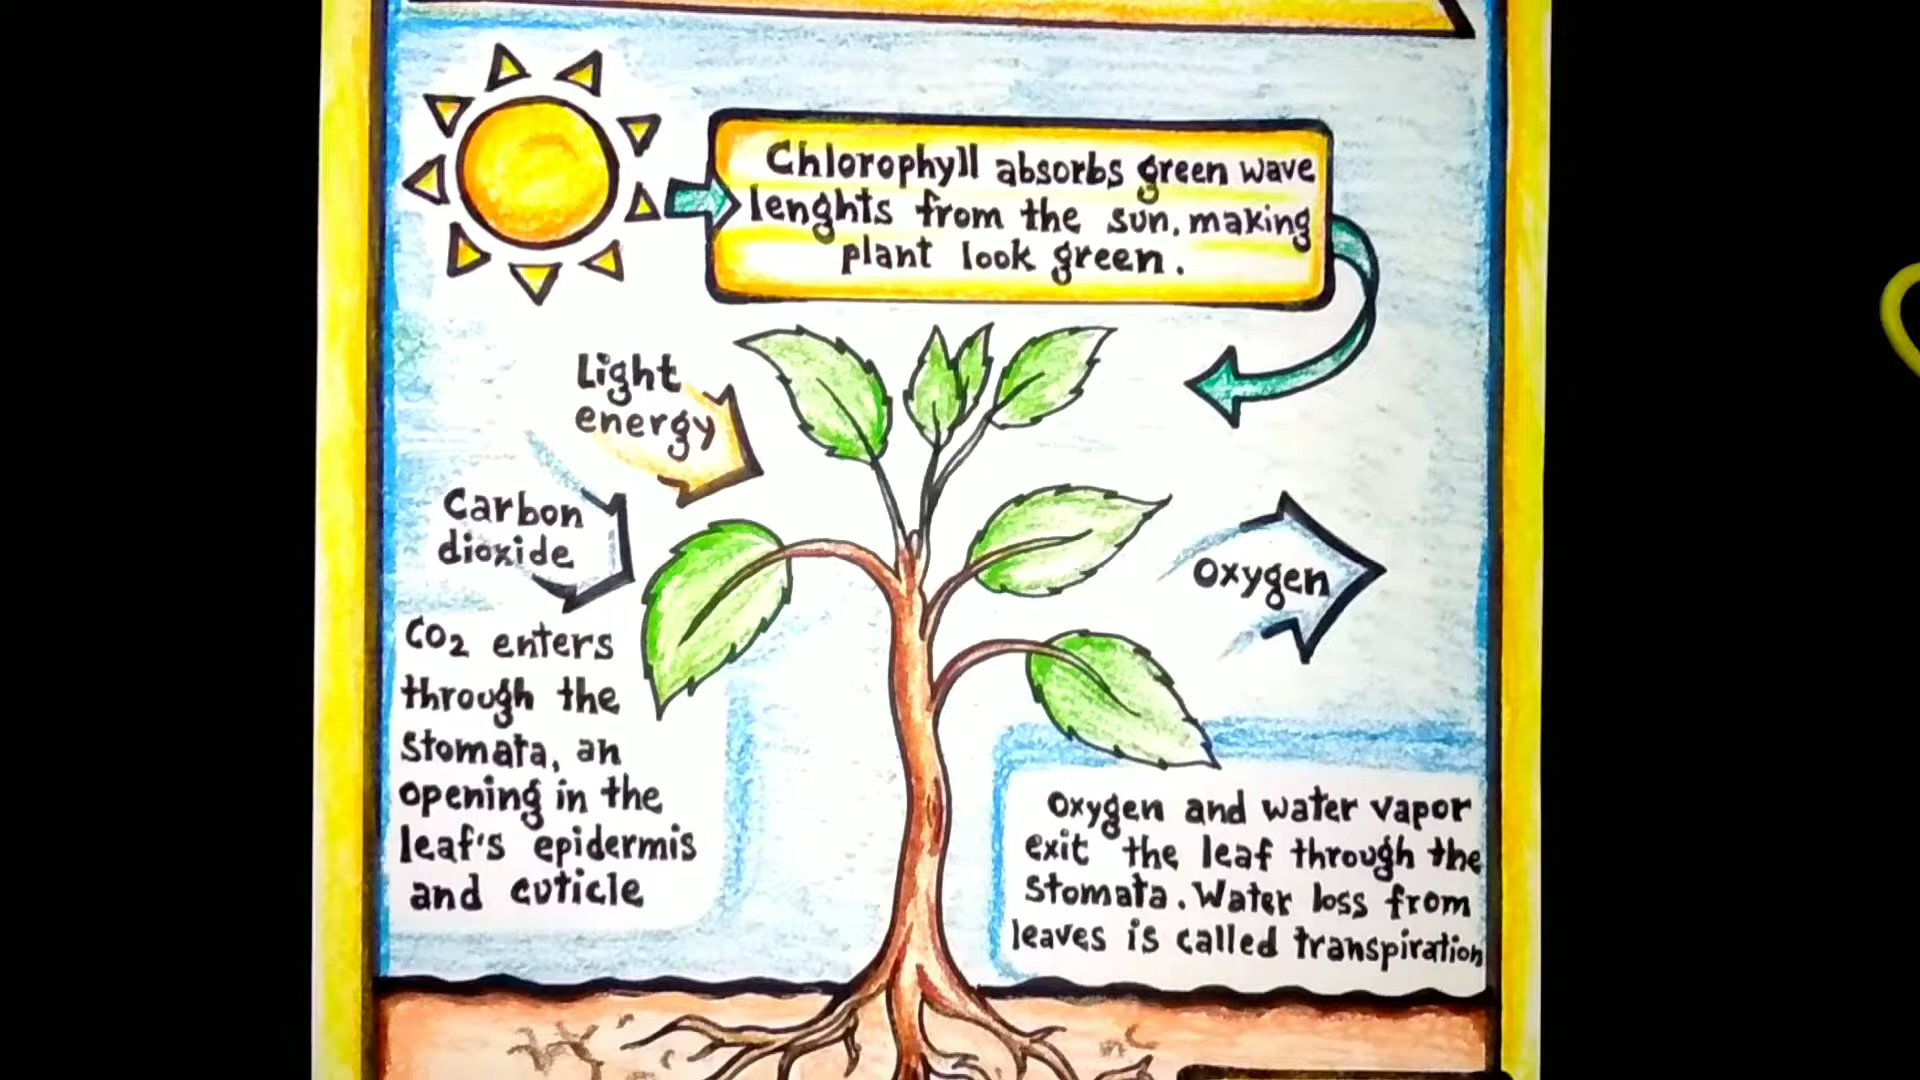 Chlorophyll absorbs green wave
lenghts from the sun, making
plant look green.
Light
energy
Carbon
dioxide
CO2 enters
through the
stomata, an
opening in the
leaf's epidermis
and cuticle
Oxygen
Oxygen and water vapor
exit the leaf through the
stomata. Water loss from
leaves is called transpiration